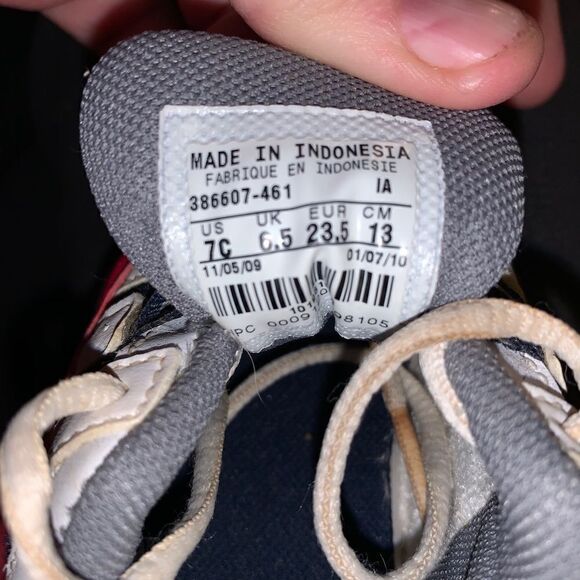 MADE IN INDONESIA
FABRIQUE EN INDONESIE
386607-461 IA
US UK EUR CM
7C 6.5 23.5 13
11/05/09 01/07/10